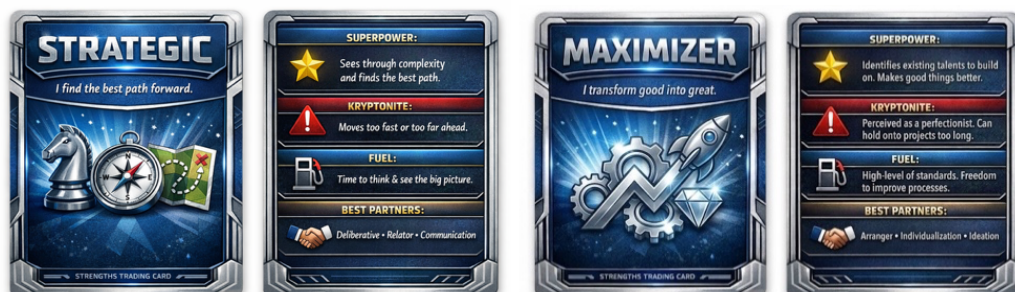 STRATEGIC
I find the best path forward.
N
W
E
S
STRENGTHS TRADING CARD
SUPERPOWER:
Sees through complexity
and finds the best path.
KRYPTONITE:
Moves too fast or too far ahead.
FUEL:
Time to think & see the big picture.
BEST PARTNERS:
Deliberative • Relator • Communication
MAXIMIZER
I transform good into great.
STRENGTHS TRADING CARD
SUPERPOWER:
Identifies existing talents to build
on. Makes good things better.
KRYPTONITE:
Perceived as a perfectionist. Can
hold onto projects too long.
FUEL:
High-level of standards. Freedom
to improve processes.
BEST PARTNERS:
Arranger • Individualization • Ideation